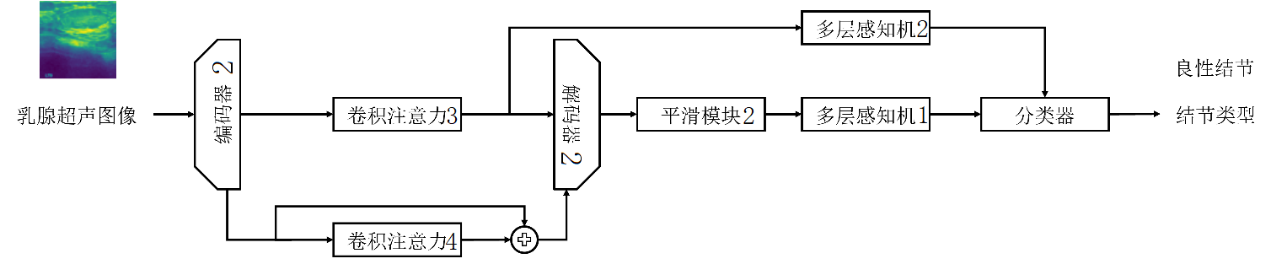 多层感知机2
良性结节
乳腺超声图像
编码器 2
卷积注意力3
解码器 2
平滑模块2
多层感知机1
分类器
结节类型
卷积注意力4